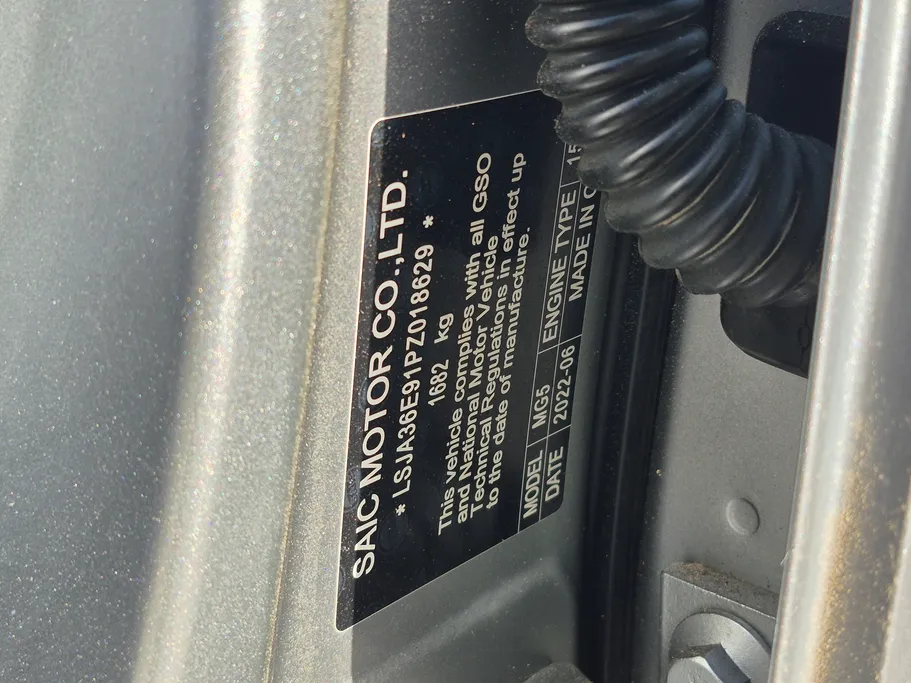 SAIC MOTOR CO.,LTD.
* LSJA36E91PZ018629 *
1682 kg
This vehicle complies with all GSO
and National Motor Vehicle
Technical Regulations in effect up
to the date of manufacture.
MODEL MG5 ENGINE TYPE 15
DATE 2022-06 MADE IN